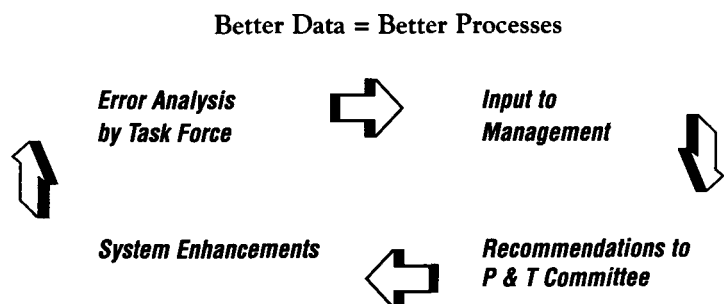 Better Data = Better Processes
Error Analysis
by Task Force
Input to
Management
System Enhancements
Recommendations to
P & T Committee